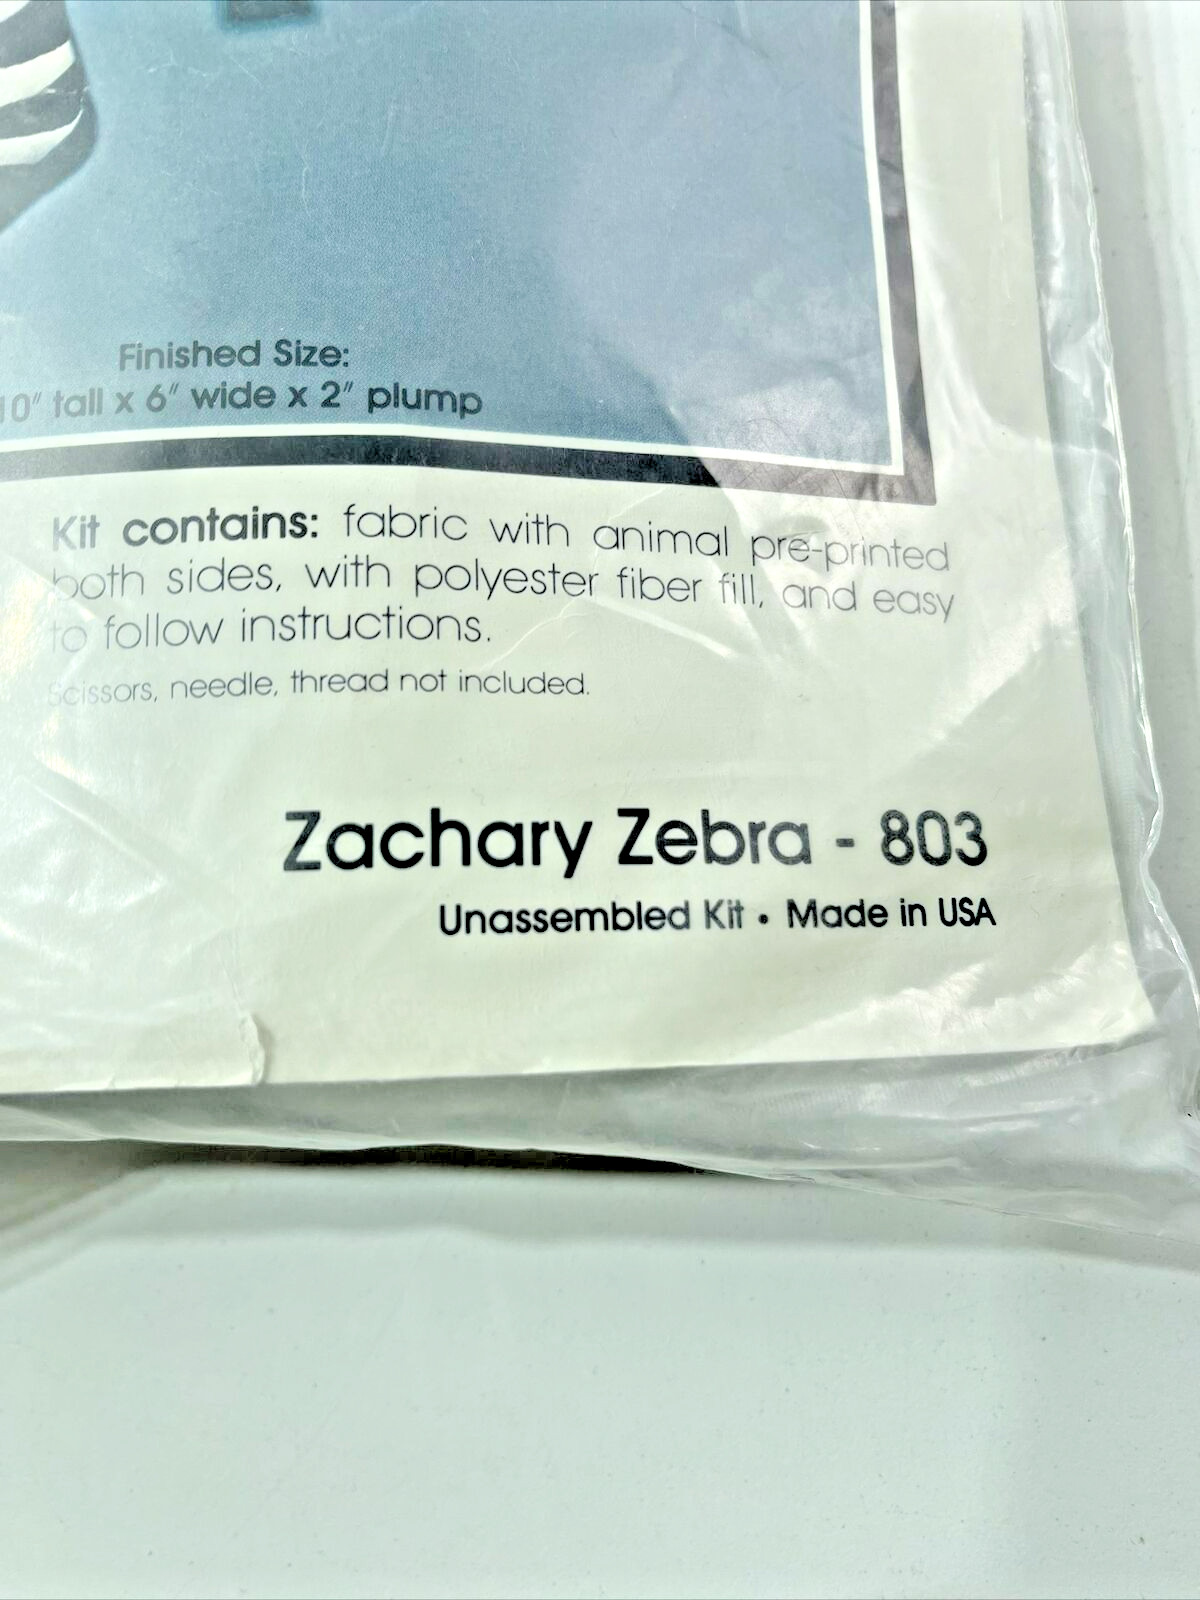 Finished Size:
10" tall x 6" wide x 2" plump
Kit contains: fabric with animal pre-printed
both sides, with polyester fiber fill, and easy
to follow instructions.
Scissors, needle, thread not included.
Zachary Zebra - 803
Unassembled Kit • Made in USA